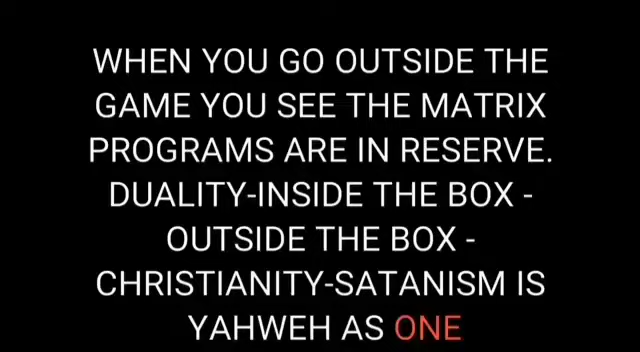 WHEN YOU GO OUTSIDE THE
GAME YOU SEE THE MATRIX
PROGRAMS ARE IN RESERVE.
DUALITY-INSIDE THE BOX -
OUTSIDE THE BOX -
CHRISTIANITY-SATANISM IS
YAHWEH AS ONE